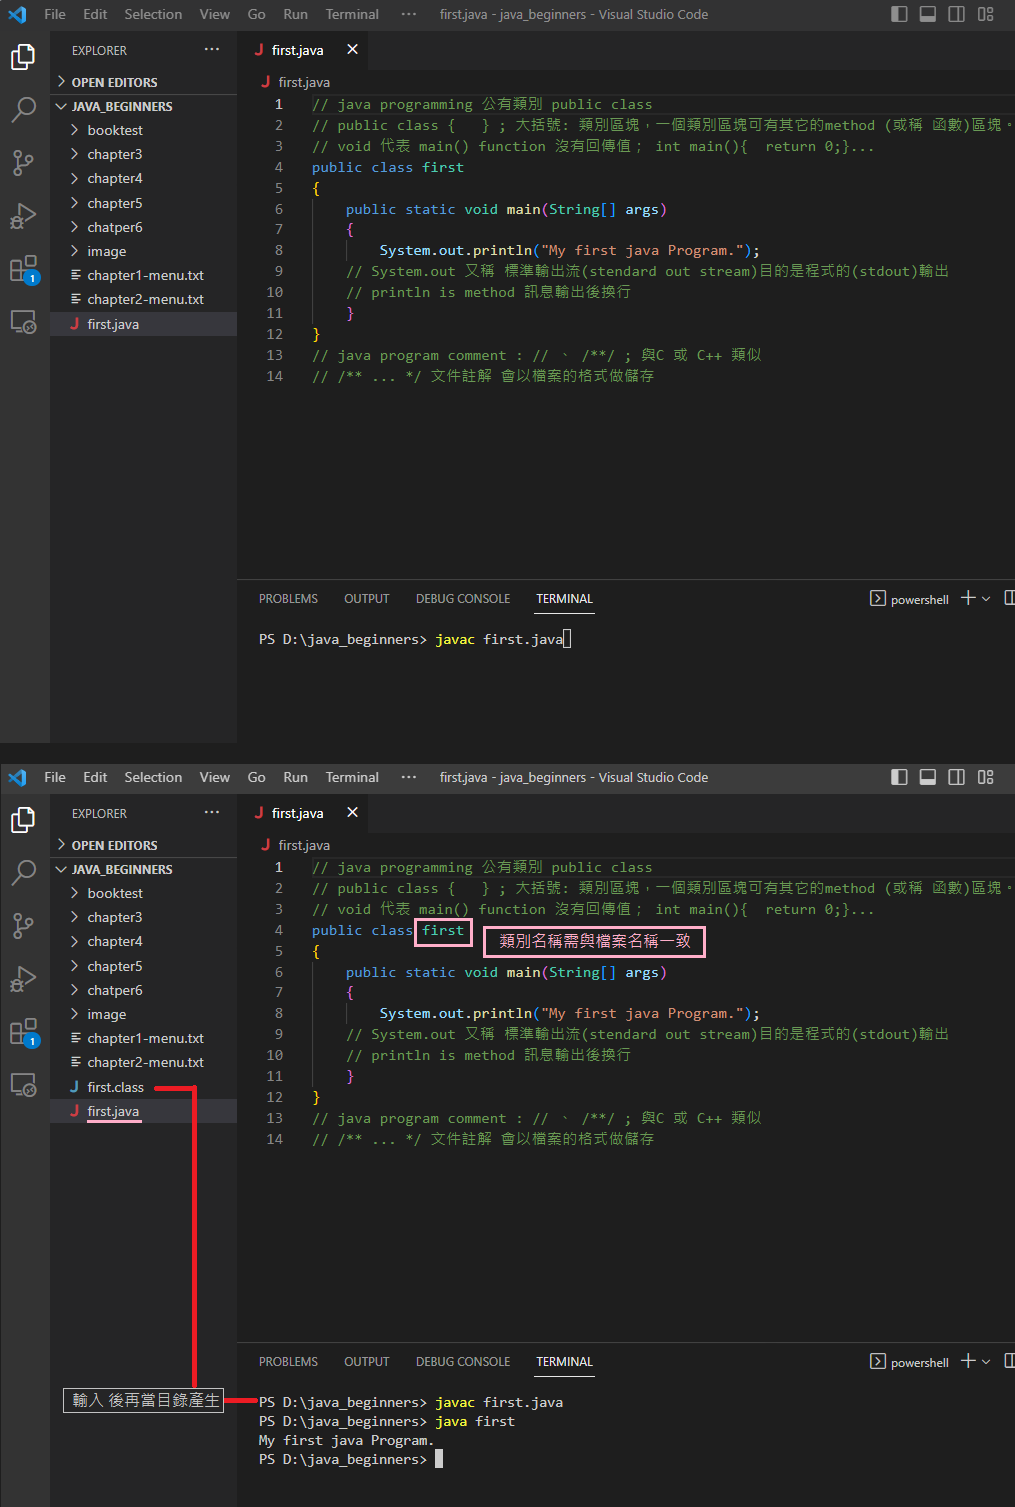 File Edit Selection View Go Run Terminal ··· first.java - java_beginners - Visual Studio Code
EXPLORER ···
OPEN EDITORS
JAVA_BEGINNERS
booktest
chapter3
chapter4
chapter5
chatper6
image
chapter1-menu.txt
chapter2-menu.txt
first.java
1
first.java
first.java
1 // java programming 公有類別 public class
2 // public class {   } ; 大括號: 類別區塊，一個類別區塊可有其它的method (或稱 函數)區塊。
3 // void 代表 main() function 沒有回傳值； int main(){  return 0;}...
4 public class first
5 {
6     public static void main(String[] args)
7     {
8         System.out.println("My first java Program.");
9     // System.out 又稱 標準輸出流(stendard out stream)目的是程式的(stdout)輸出
10     // println is method 訊息輸出後換行
11     }
12 }
13 // java program comment : // 、 /**/ ; 與C 或 C++ 類似
14 // /** ... */ 文件註解 會以檔案的格式做儲存
PROBLEMS OUTPUT DEBUG CONSOLE TERMINAL powershell
PS D:\java_beginners> javac first.java
File Edit Selection View Go Run Terminal ··· first.java - java_beginners - Visual Studio Code
EXPLORER ···
OPEN EDITORS
JAVA_BEGINNERS
booktest
chapter3
chapter4
chapter5
chatper6
image
chapter1-menu.txt
chapter2-menu.txt
first.class
first.java
1
first.java
first.java
1 // java programming 公有類別 public class
2 // public class {   } ; 大括號: 類別區塊，一個類別區塊可有其它的method (或稱 函數)區塊。
3 // void 代表 main() function 沒有回傳值； int main(){  return 0;}...
4 public class first
類別名稱需與檔案名稱一致
5 {
6     public static void main(String[] args)
7     {
8         System.out.println("My first java Program.");
9     // System.out 又稱 標準輸出流(stendard out stream)目的是程式的(stdout)輸出
10     // println is method 訊息輸出後換行
11     }
12 }
13 // java program comment : // 、 /**/ ; 與C 或 C++ 類似
14 // /** ... */ 文件註解 會以檔案的格式做儲存
PROBLEMS OUTPUT DEBUG CONSOLE TERMINAL powershell
輸入 後再當目錄產生
PS D:\java_beginners> javac first.java
PS D:\java_beginners> java first
My first java Program.
PS D:\java_beginners>